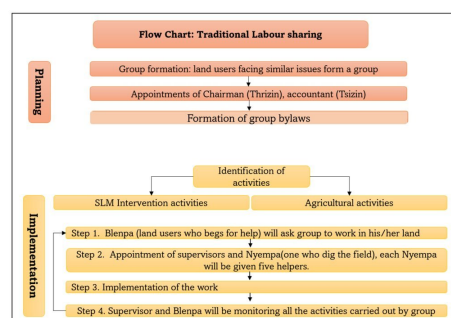 Flow Chart: Traditional Labour sharing
Planning
Group formation: land users facing similar issues form a group
Appointments of Chairman (Thrizin), accountant (Tsizin)
Formation of group bylaws
Implementation
Identification of
activities
SLM Intervention activities
Agricultural activities
Step 1.  Blenpa (land users who begs for help) will ask group to work in his/her land
Step 2.  Appointment of supervisors and Nyempa(one who dig the field), each Nyempa
will be given five helpers.
Step 3. Implementation of the work
Step 4. Supervisor and Blenpa will be monitoring all the activities carried out by group